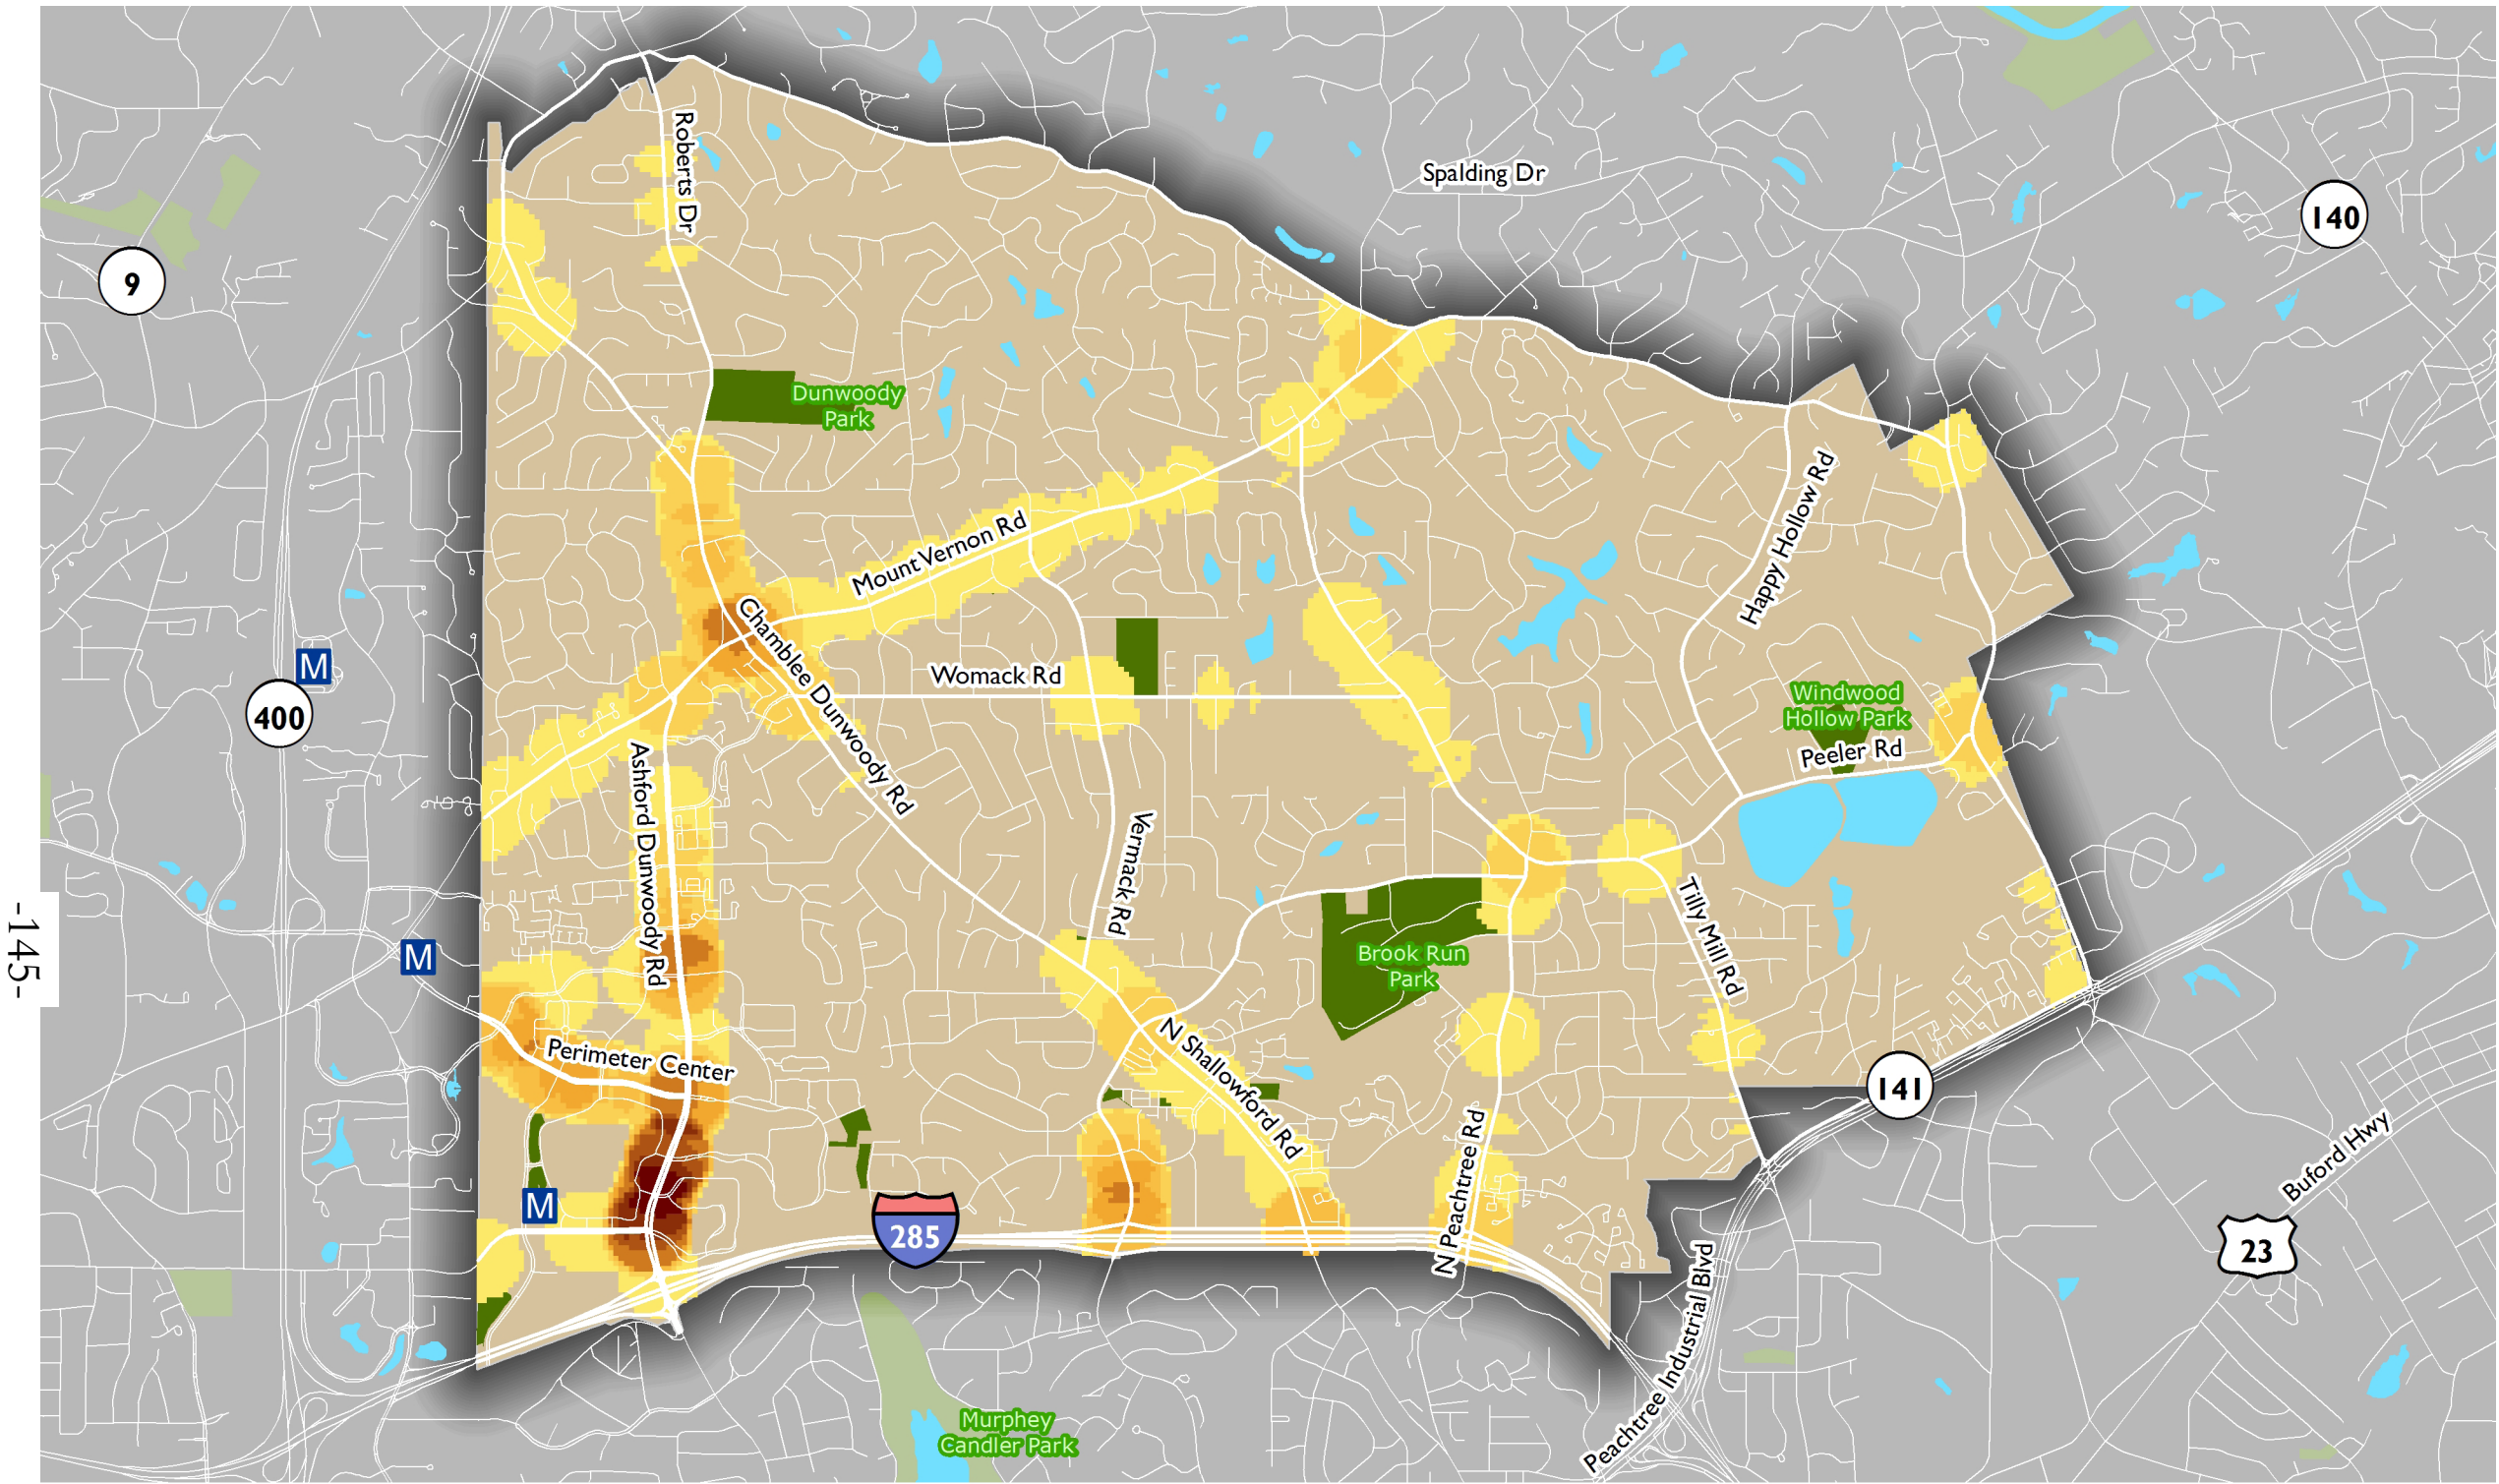 Roberts Dr
Spalding Dr
140
9
Dunwoody
Park
Happy Hollow Rd
Mount Vernon Rd
Chamblee Dunwoody Rd
M
Womack Rd
400
Windwood
Hollow Park
Peeler Rd
Ashford Dunwoody Rd
Vermack Rd
Tilly Mill Rd
-145-
M
Brook Run
Park
N Shallowford Rd
Perimeter Center
141
N Peachtree Rd
Buford Hwy
M
285
23
Peachtree Industrial Blvd
Murphey
Candler Park